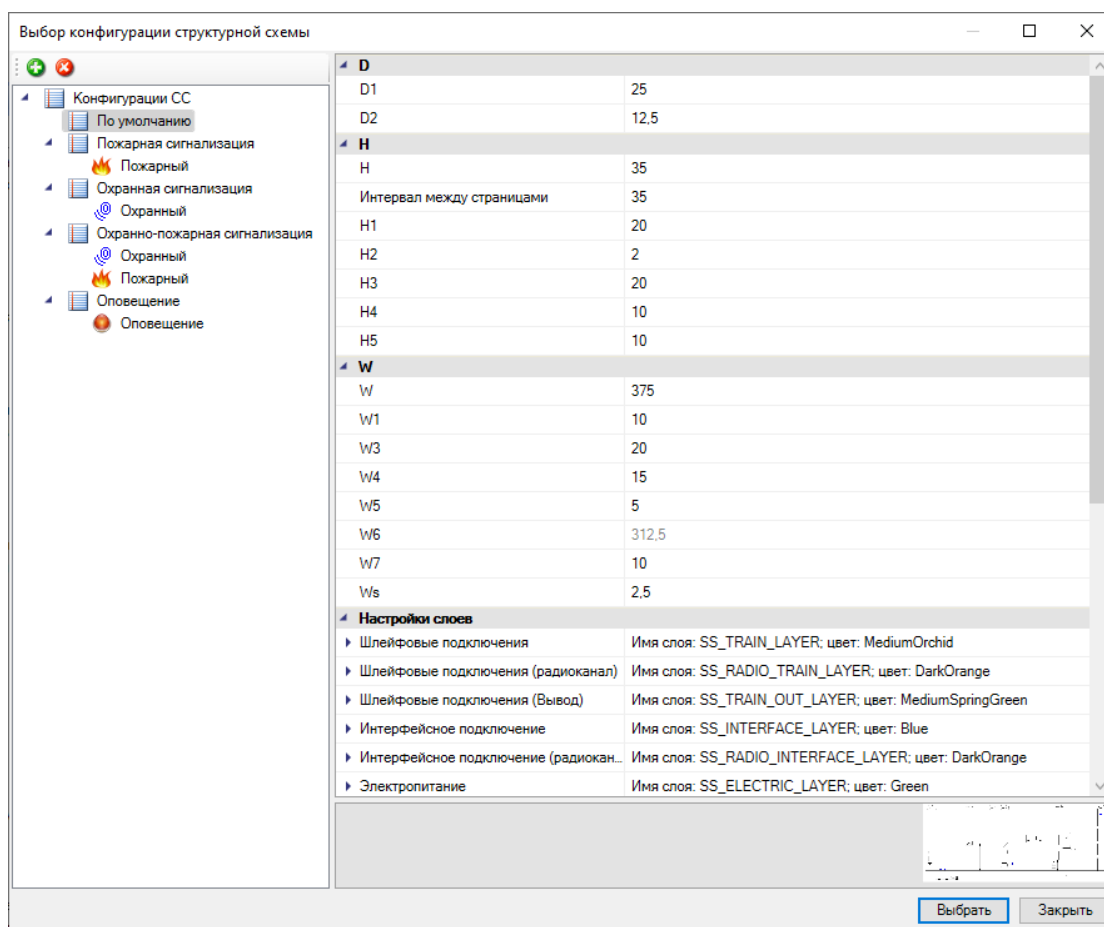 Выбор конфигурации структурной схемы
Конфигурации СС
По умолчанию
Пожарная сигнализация
Пожарный
Охранная сигнализация
Охранный
Охранно-пожарная сигнализация
Охранный
Пожарный
Оповещение
Оповещение
D
D1 25
D2 12,5
H
H 35
Интервал между страницами 35
H1 20
H2 2
H3 20
H4 10
H5 10
W
W 375
W1 10
W3 20
W4 15
W5 5
W6 312,5
W7 10
Ws 2,5
Настройки слоев
Шлейфовые подключения Имя слоя: SS_TRAIN_LAYER; цвет: MediumOrchid
Шлейфовые подключения (радиоканал) Имя слоя: SS_RADIO_TRAIN_LAYER; цвет: DarkOrange
Шлейфовые подключения (Вывод) Имя слоя: SS_TRAIN_OUT_LAYER; цвет: MediumSpringGreen
Интерфейсное подключение Имя слоя: SS_INTERFACE_LAYER; цвет: Blue
Интерфейсное подключение (радиокан... Имя слоя: SS_RADIO_INTERFACE_LAYER; цвет: DarkOrange
Электропитание Имя слоя: SS_ELECTRIC_LAYER; цвет: Green
Выбрать Закрыть